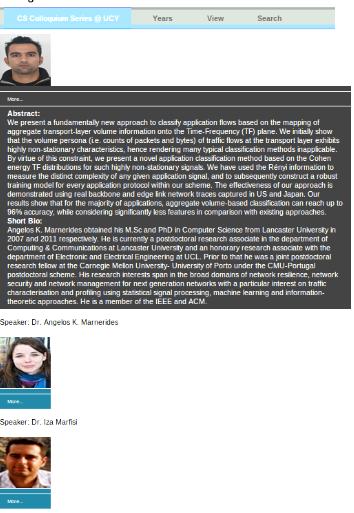 CS Colloquium Series @ UCY Years View Search
More...
Abstract:
We present a fundamentally new approach to classify application flows based on the mapping of
aggregate transport-layer volume information onto the Time-Frequency (TF) plane. We initially show
that the volume persona (i.e. counts of packets and bytes) of traffic flows at the transport layer exhibits
highly non-stationary characteristics, hence rendering many typical classification methods inapplicable.
By virtue of this constraint, we present a novel application classification method based on the Cohen
energy TF distributions for such highly non-stationary signals. We have used the Rényi information to
measure the distinct complexity of any given application signal, and to subsequently construct a robust
training model for every application protocol within our scheme. The effectiveness of our approach is
demonstrated using real backbone and edge link network traces captured in US and Japan. Our
results show that for the majority of applications, aggregate volume-based classification can reach up to
96% accuracy, while considering significantly less features in comparison with existing approaches.
Short Bio:
Angelos K. Marnerides obtained his M.Sc and PhD in Computer Science from Lancaster University in
2007 and 2011 respectively. He is currently a postdoctoral research associate in the department of
Computing & Communications at Lancaster University and an honorary research associate with the
department of Electronic and Electrical Engineering at UCL. Prior to that he was a joint postdoctoral
research fellow at the Carnegie Mellon University- University of Porto under the CMU-Portugal
postdoctoral scheme. His research interests span in the broad domains of network resilience, network
security and network management for next generation networks with a particular interest on traffic
characterisation and profiling using statistical signal processing, machine learning and information-
theoretic approaches. He is a member of the IEEE and ACM.
Speaker: Dr. Angelos K. Marnerides
More...
Speaker: Dr. Iza Marfisi
More...